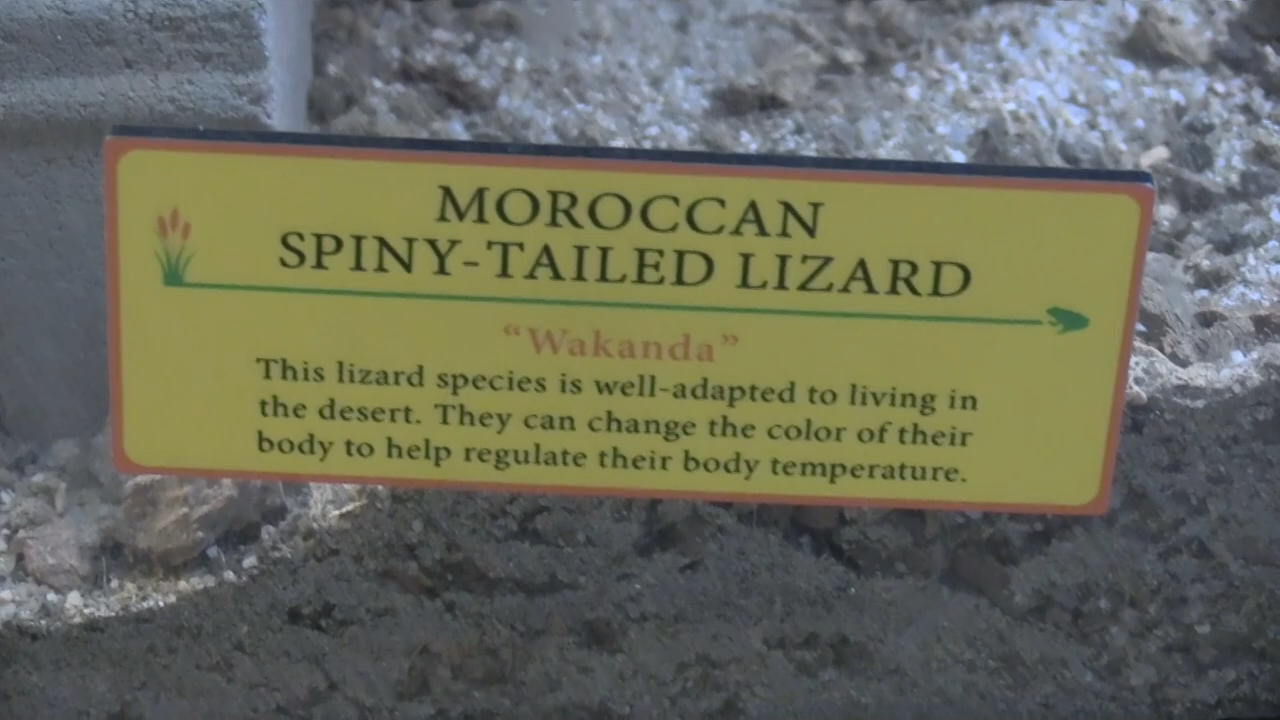 MOROCCAN
SPINY-TAILED LIZARD
“Wakanda”
This lizard species is well-adapted to living in
the desert. They can change the color of their
body to help regulate their body temperature.